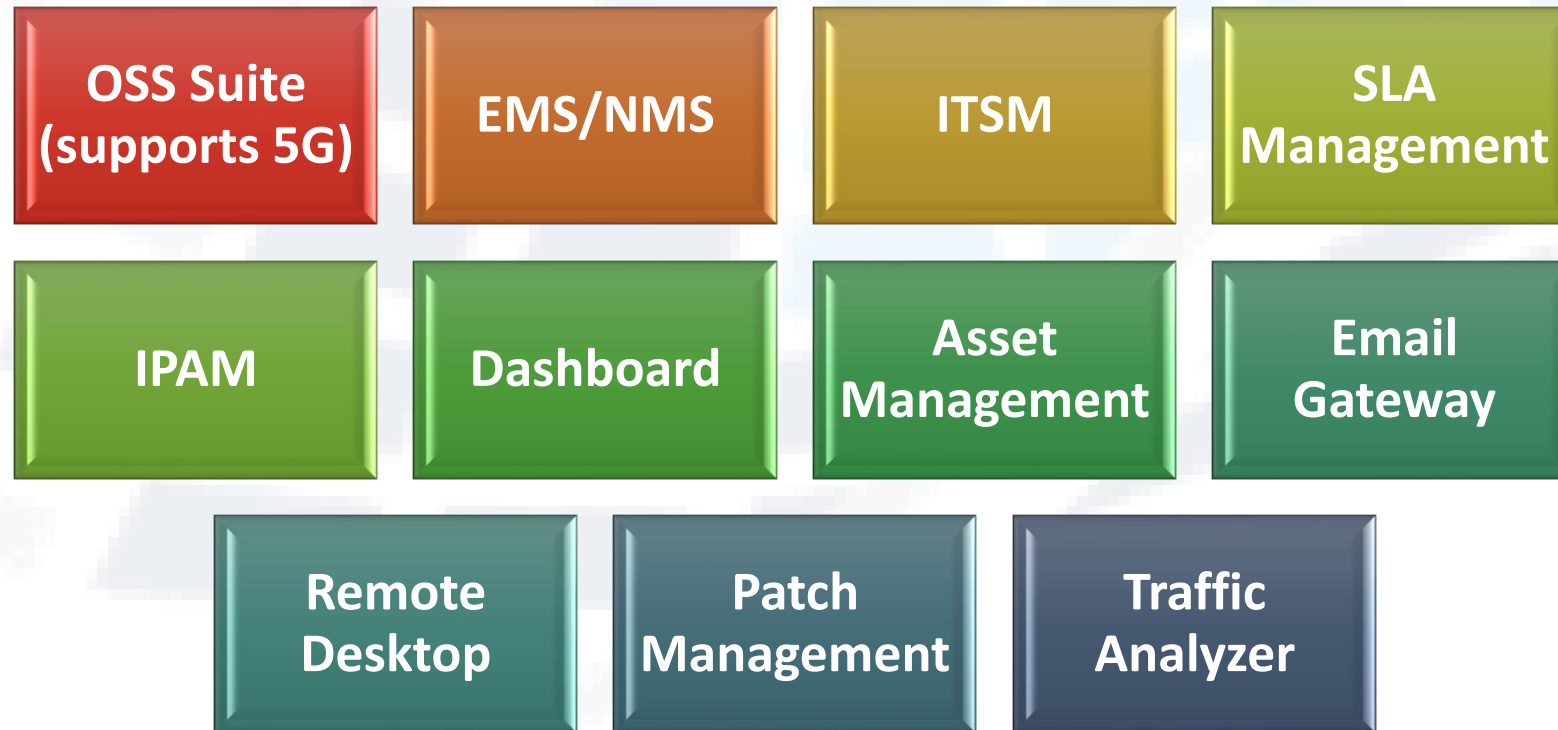 OSS Suite
(supports 5G)
EMS/NMS
ITSM
SLA
Management
IPAM
Dashboard
Asset
Management
Email
Gateway
Remote
Desktop
Patch
Management
Traffic
Analyzer